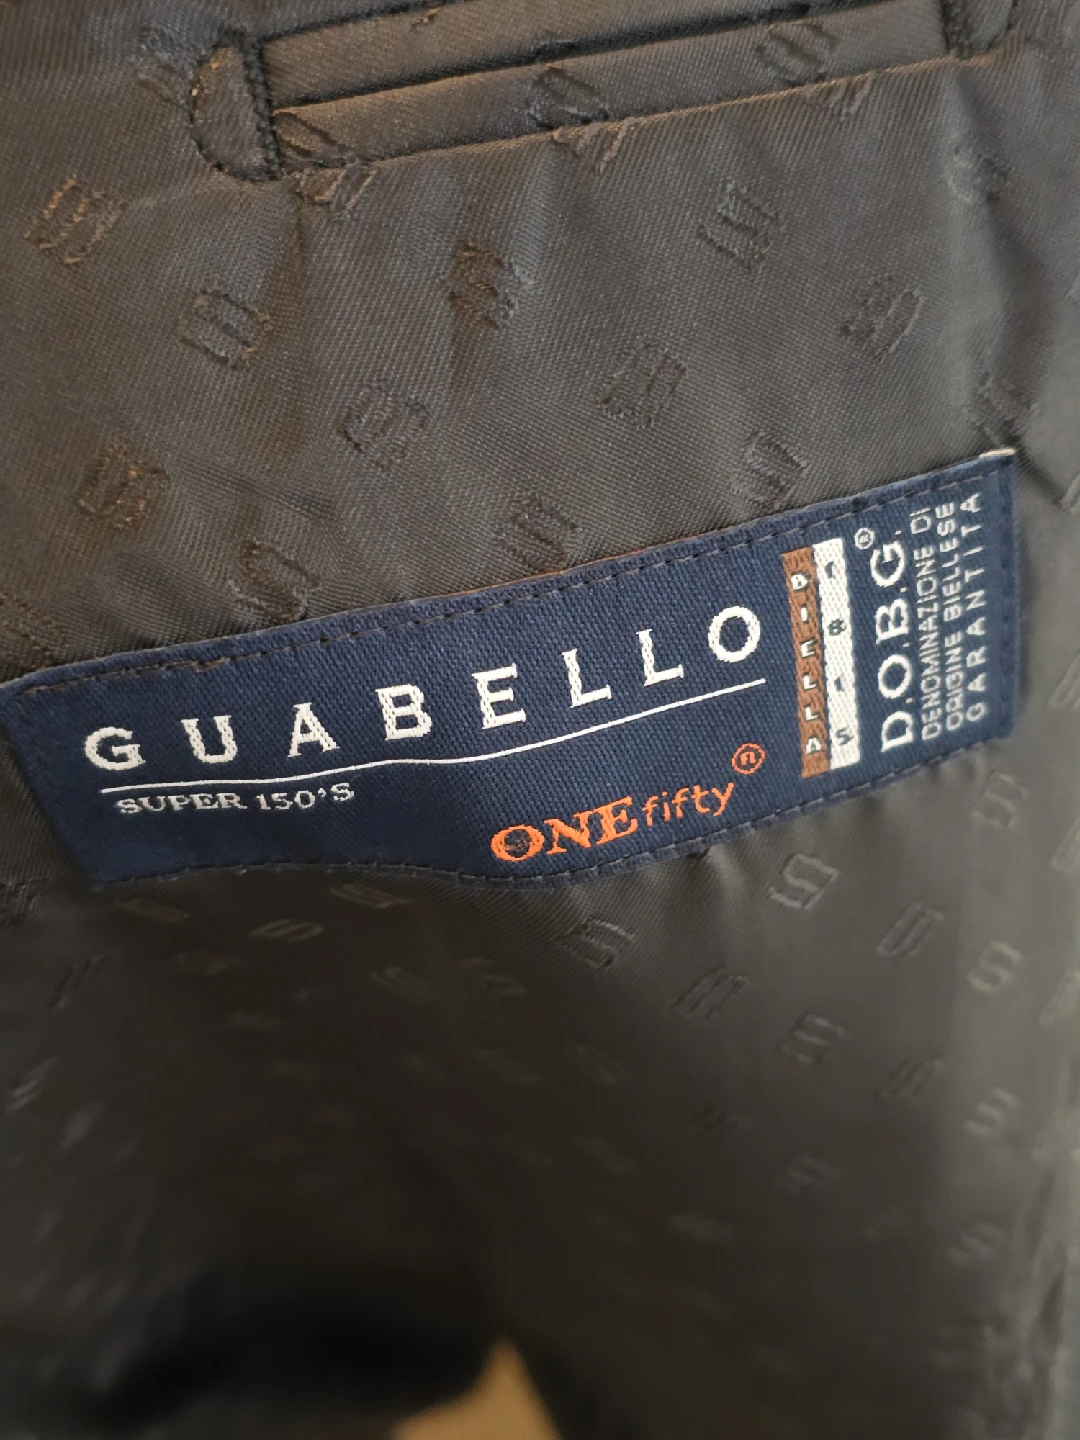 GUABELLO
SUPER 150'S
ONEfifty®
BIELLA
1815
D.O.B.G.®
DENOMINAZIONE DI
ORIGINE BIELLESE
GARANTITA